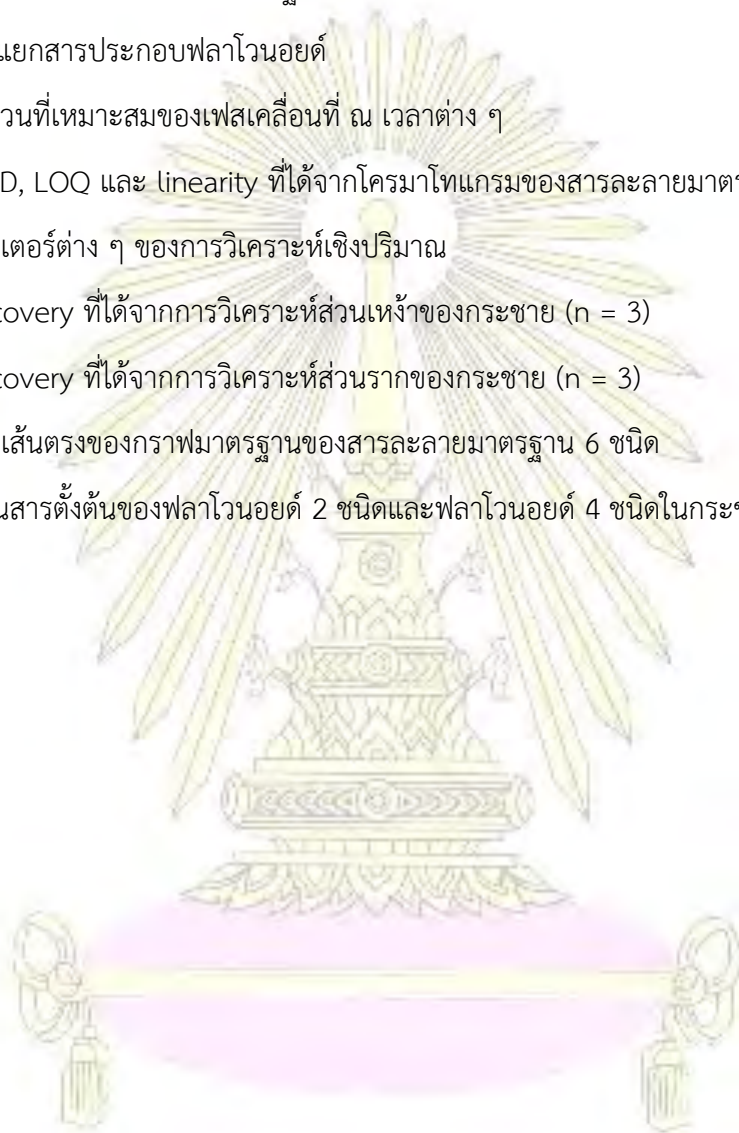 แยกสารประกอบฟลาโวนอยด์
วนที่เหมาะสมของเฟสเคลื่อนที่ ณ เวลาต่าง ๆ
D, LOQ และ linearity ที่ได้จากโครมาโทแกรมของสารละลายมาตร
เตอร์ต่าง ๆ ของการวิเคราะห์เชิงปริมาณ
covery ที่ได้จากการวิเคราะห์ส่วนเหง้าของกระชาย (n = 3)
covery ที่ได้จากการวิเคราะห์ส่วนรากของกระชาย (n = 3)
เส้นตรงของกราฟมาตรฐานของสารละลายมาตรฐาน 6 ชนิด
นสารตั้งต้นของฟลาโวนอยด์ 2 ชนิดและฟลาโวนอยด์ 4 ชนิดในกระช